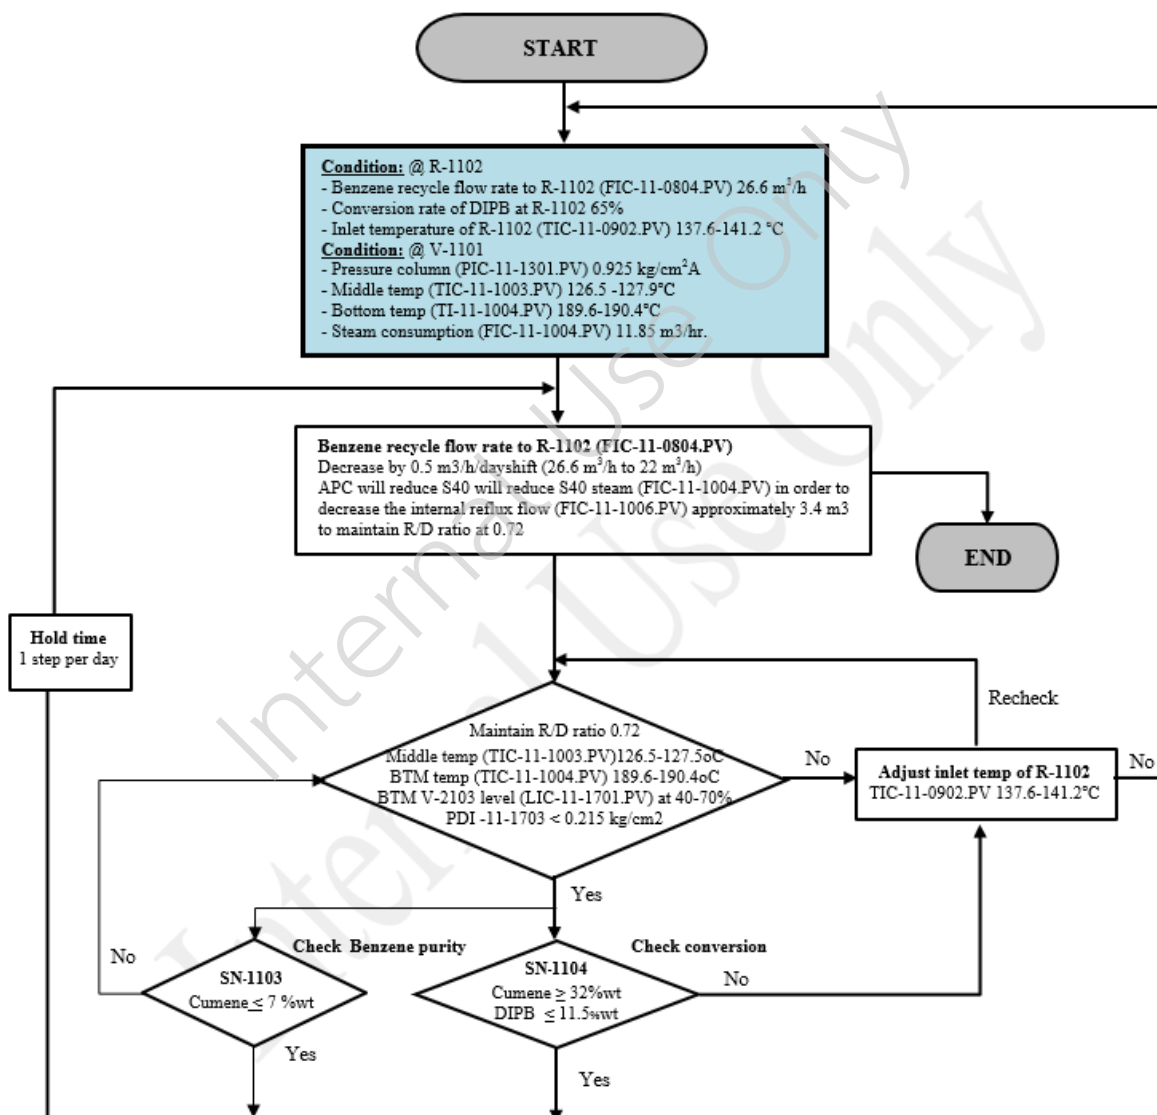 START
Condition: @ R-1102
- Benzene recycle flow rate to R-1102 (FIC-11-0804.PV) 26.6 m³/h
- Conversion rate of DIPB at R-1102 65%
- Inlet temperature of R-1102 (TIC-11-0902.PV) 137.6-141.2 °C
Condition: @ V-1101
- Pressure column (PIC-11-1301.PV) 0.925 kg/cm²A
- Middle temp (TIC-11-1003.PV) 126.5 -127.9°C
- Bottom temp (TI-11-1004.PV) 189.6-190.4°C
- Steam consumption (FIC-11-1004.PV) 11.85 m3/hr.
Benzene recycle flow rate to R-1102 (FIC-11-0804.PV)
Decrease by 0.5 m3/h/dayshift (26.6 m³/h to 22 m³/h)
APC will reduce S40 will reduce S40 steam (FIC-11-1004.PV) in order to
decrease the internal reflux flow (FIC-11-1006.PV) approximately 3.4 m3
to maintain R/D ratio at 0.72
END
Hold time
1 step per day
Recheck
Maintain R/D ratio 0.72
Middle temp (TIC-11-1003.PV)126.5-127.5oC
BTM temp (TIC-11-1004.PV) 189.6-190.4oC
BTM V-2103 level (LIC-11-1701.PV) at 40-70%
PDI -11-1703 < 0.215 kg/cm2
No
Adjust inlet temp of R-1102
TIC-11-0902.PV 137.6-141.2°C
No
Yes
Check Benzene purity
Check conversion
No
SN-1103
Cumene ≤ 7 %wt
SN-1104
Cumene ≥ 32%wt
DIPB ≤ 11.5%wt
No
Yes
Yes
Internal Use Only
Internal Use Only